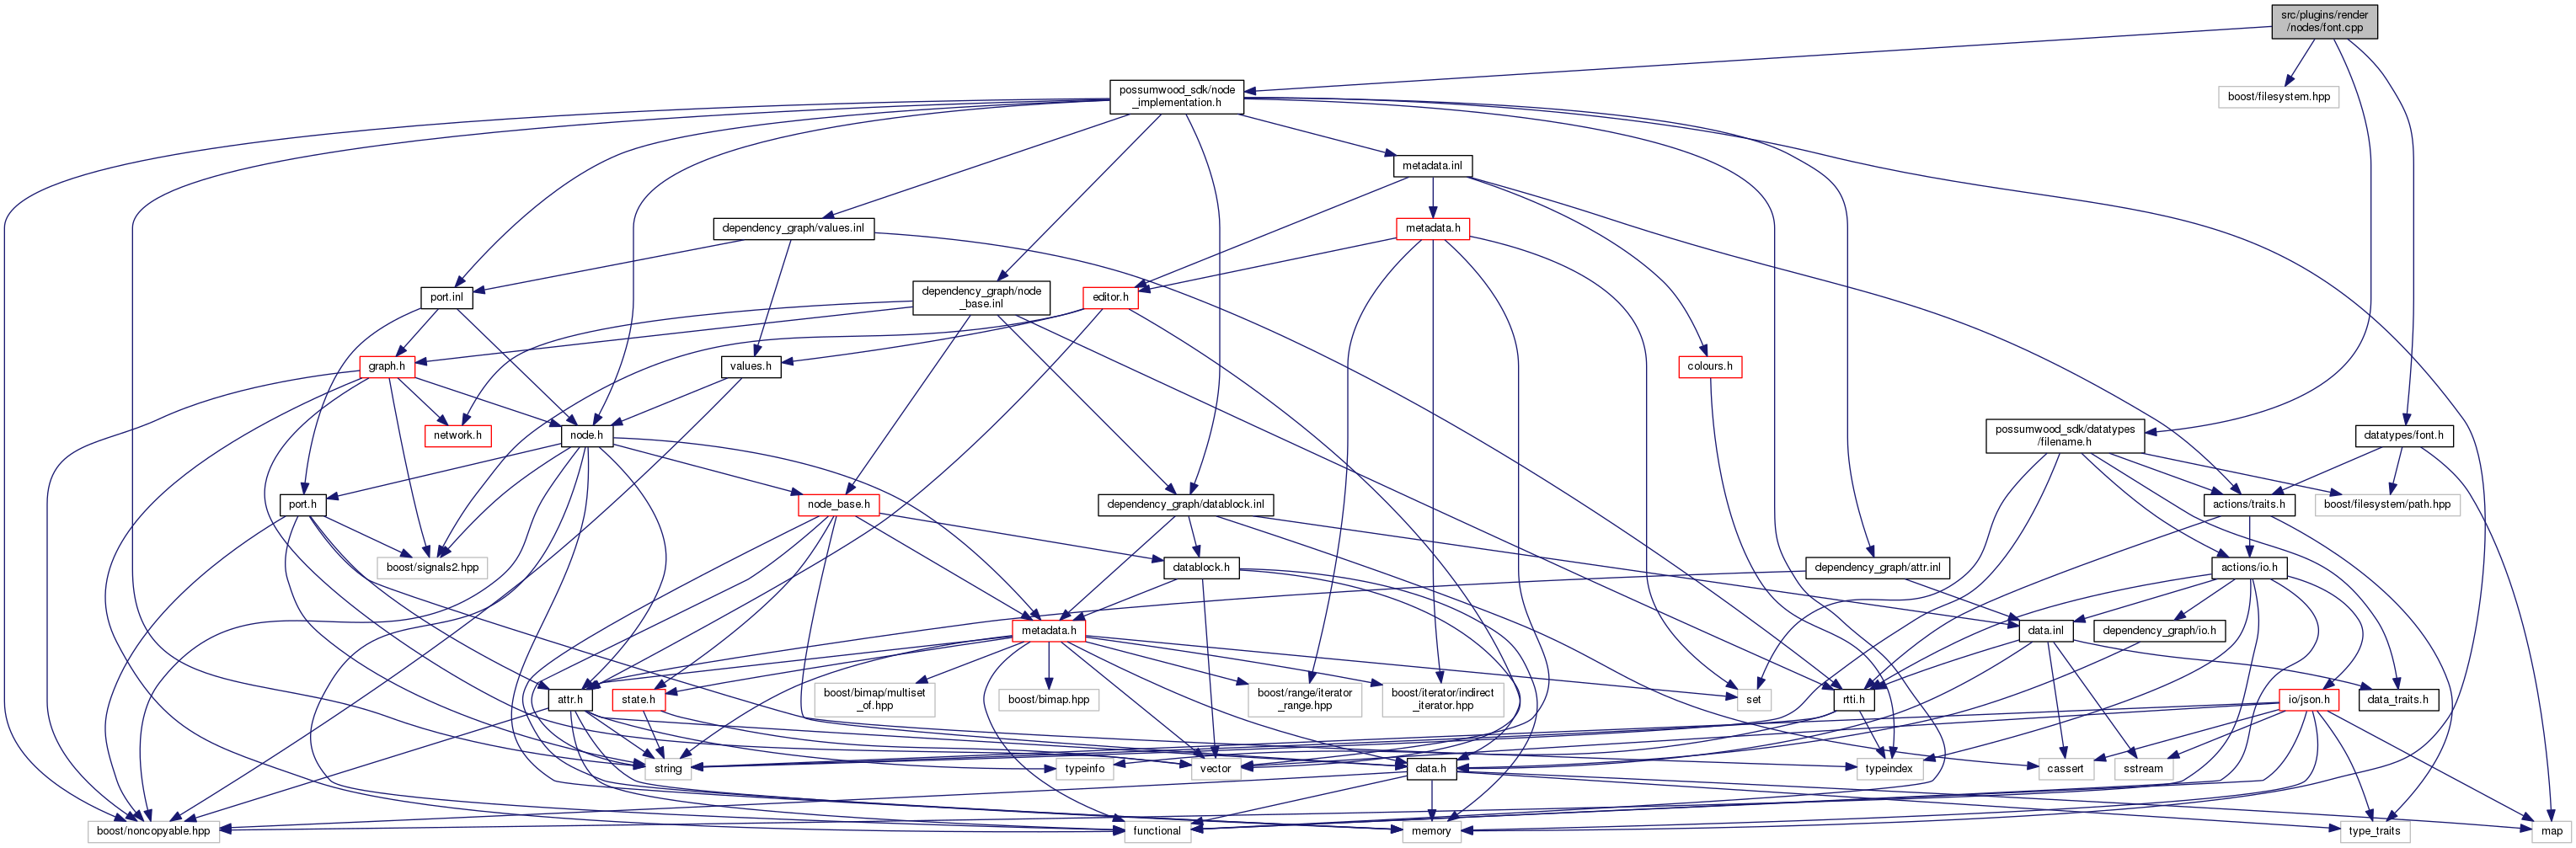 src/plugins/render
/nodes/font.cpp
possumwood_sdk/node
_implementation.h
boost/filesystem.hpp
metadata.inl
dependency_graph/values.inl
metadata.h
port.inl
dependency_graph/node
_base.inl
editor.h
graph.h
values.h
colours.h
network.h
node.h
possumwood_sdk/datatypes
/filename.h
datatypes/font.h
port.h
node_base.h
dependency_graph/datablock.inl
actions/traits.h
boost/filesystem/path.hpp
boost/signals2.hpp
datablock.h
dependency_graph/attr.inl
actions/io.h
metadata.h
data.inl
dependency_graph/io.h
attr.h
state.h
boost/bimap/multiset
_of.hpp
boost/bimap.hpp
boost/range/iterator
_range.hpp
boost/iterator/indirect
_iterator.hpp
set
rtti.h
io/json.h
data_traits.h
string
typeinfo
vector
data.h
typeindex
cassert
sstream
boost/noncopyable.hpp
functional
memory
type_traits
map